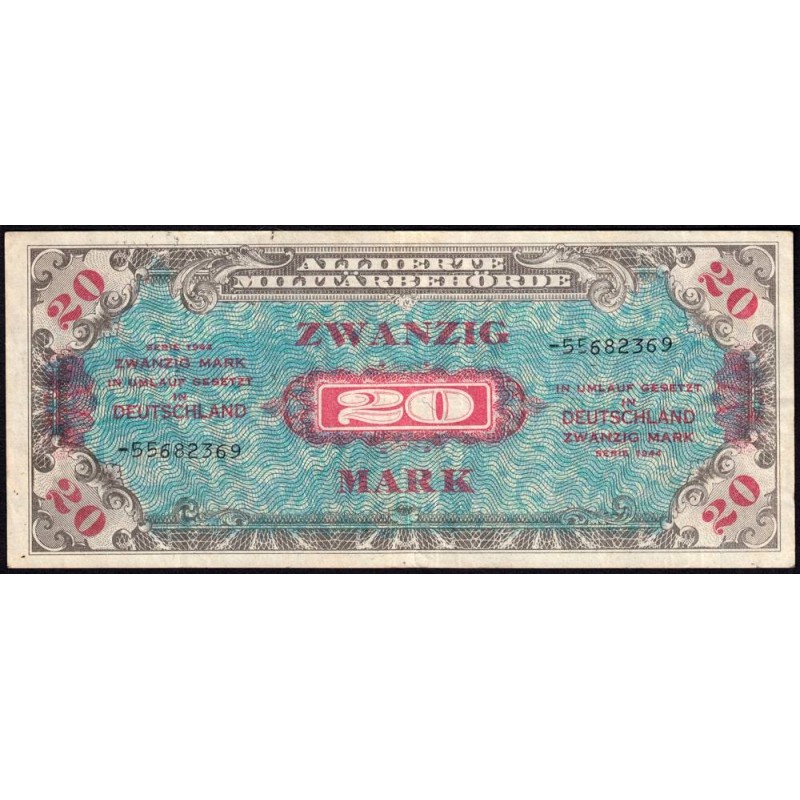 ALLIIERTE
MILITÄRBEHÖRDE
20
20
ZWANZIG
-55682369
SERIE 1944
ZWANZIG MARK
IN UMLAUF GESETZT
IN
DEUTSCHLAND
-55682369
20
IN UMLAUF GESETZT
IN
DEUTSCHLAND
ZWANZIG MARK
SERIE 1944
MARK
20
20